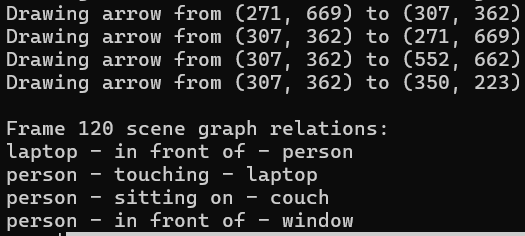 Drawing arrow from (271, 669) to (307, 362)
Drawing arrow from (307, 362) to (271, 669)
Drawing arrow from (307, 362) to (552, 662)
Drawing arrow from (307, 362) to (350, 223)
Frame 120 scene graph relations:
laptop - in front of - person
person - touching - laptop
person - sitting on - couch
person - in front of - window